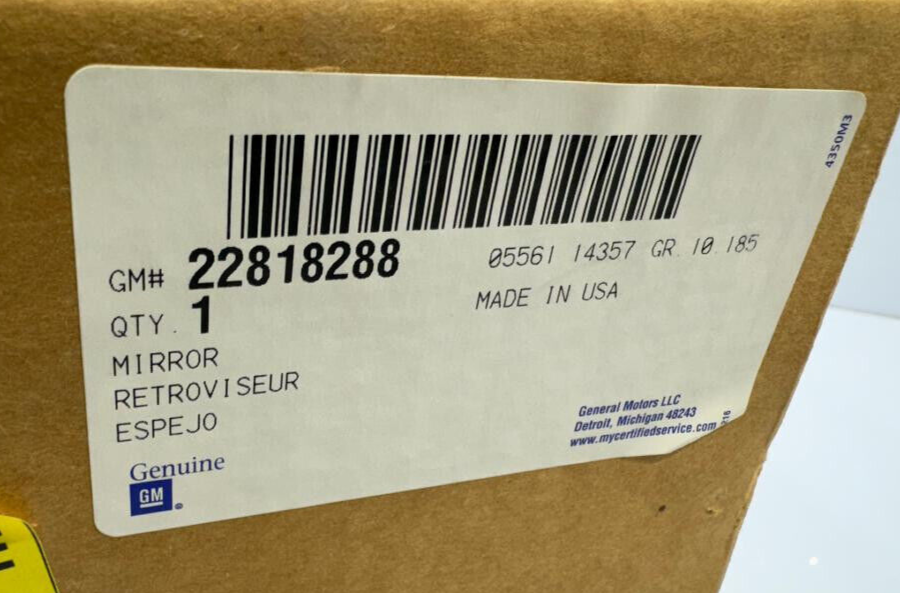 4350M3
GM# 22818288
05561 14357 GR. 10.185
QTY. 1
MADE IN USA
MIRROR
RETROVISEUR
ESPEJO
General Motors LLC
Detroit, Michigan 48243
www.mycertifiedservice.com
Genuine
GM